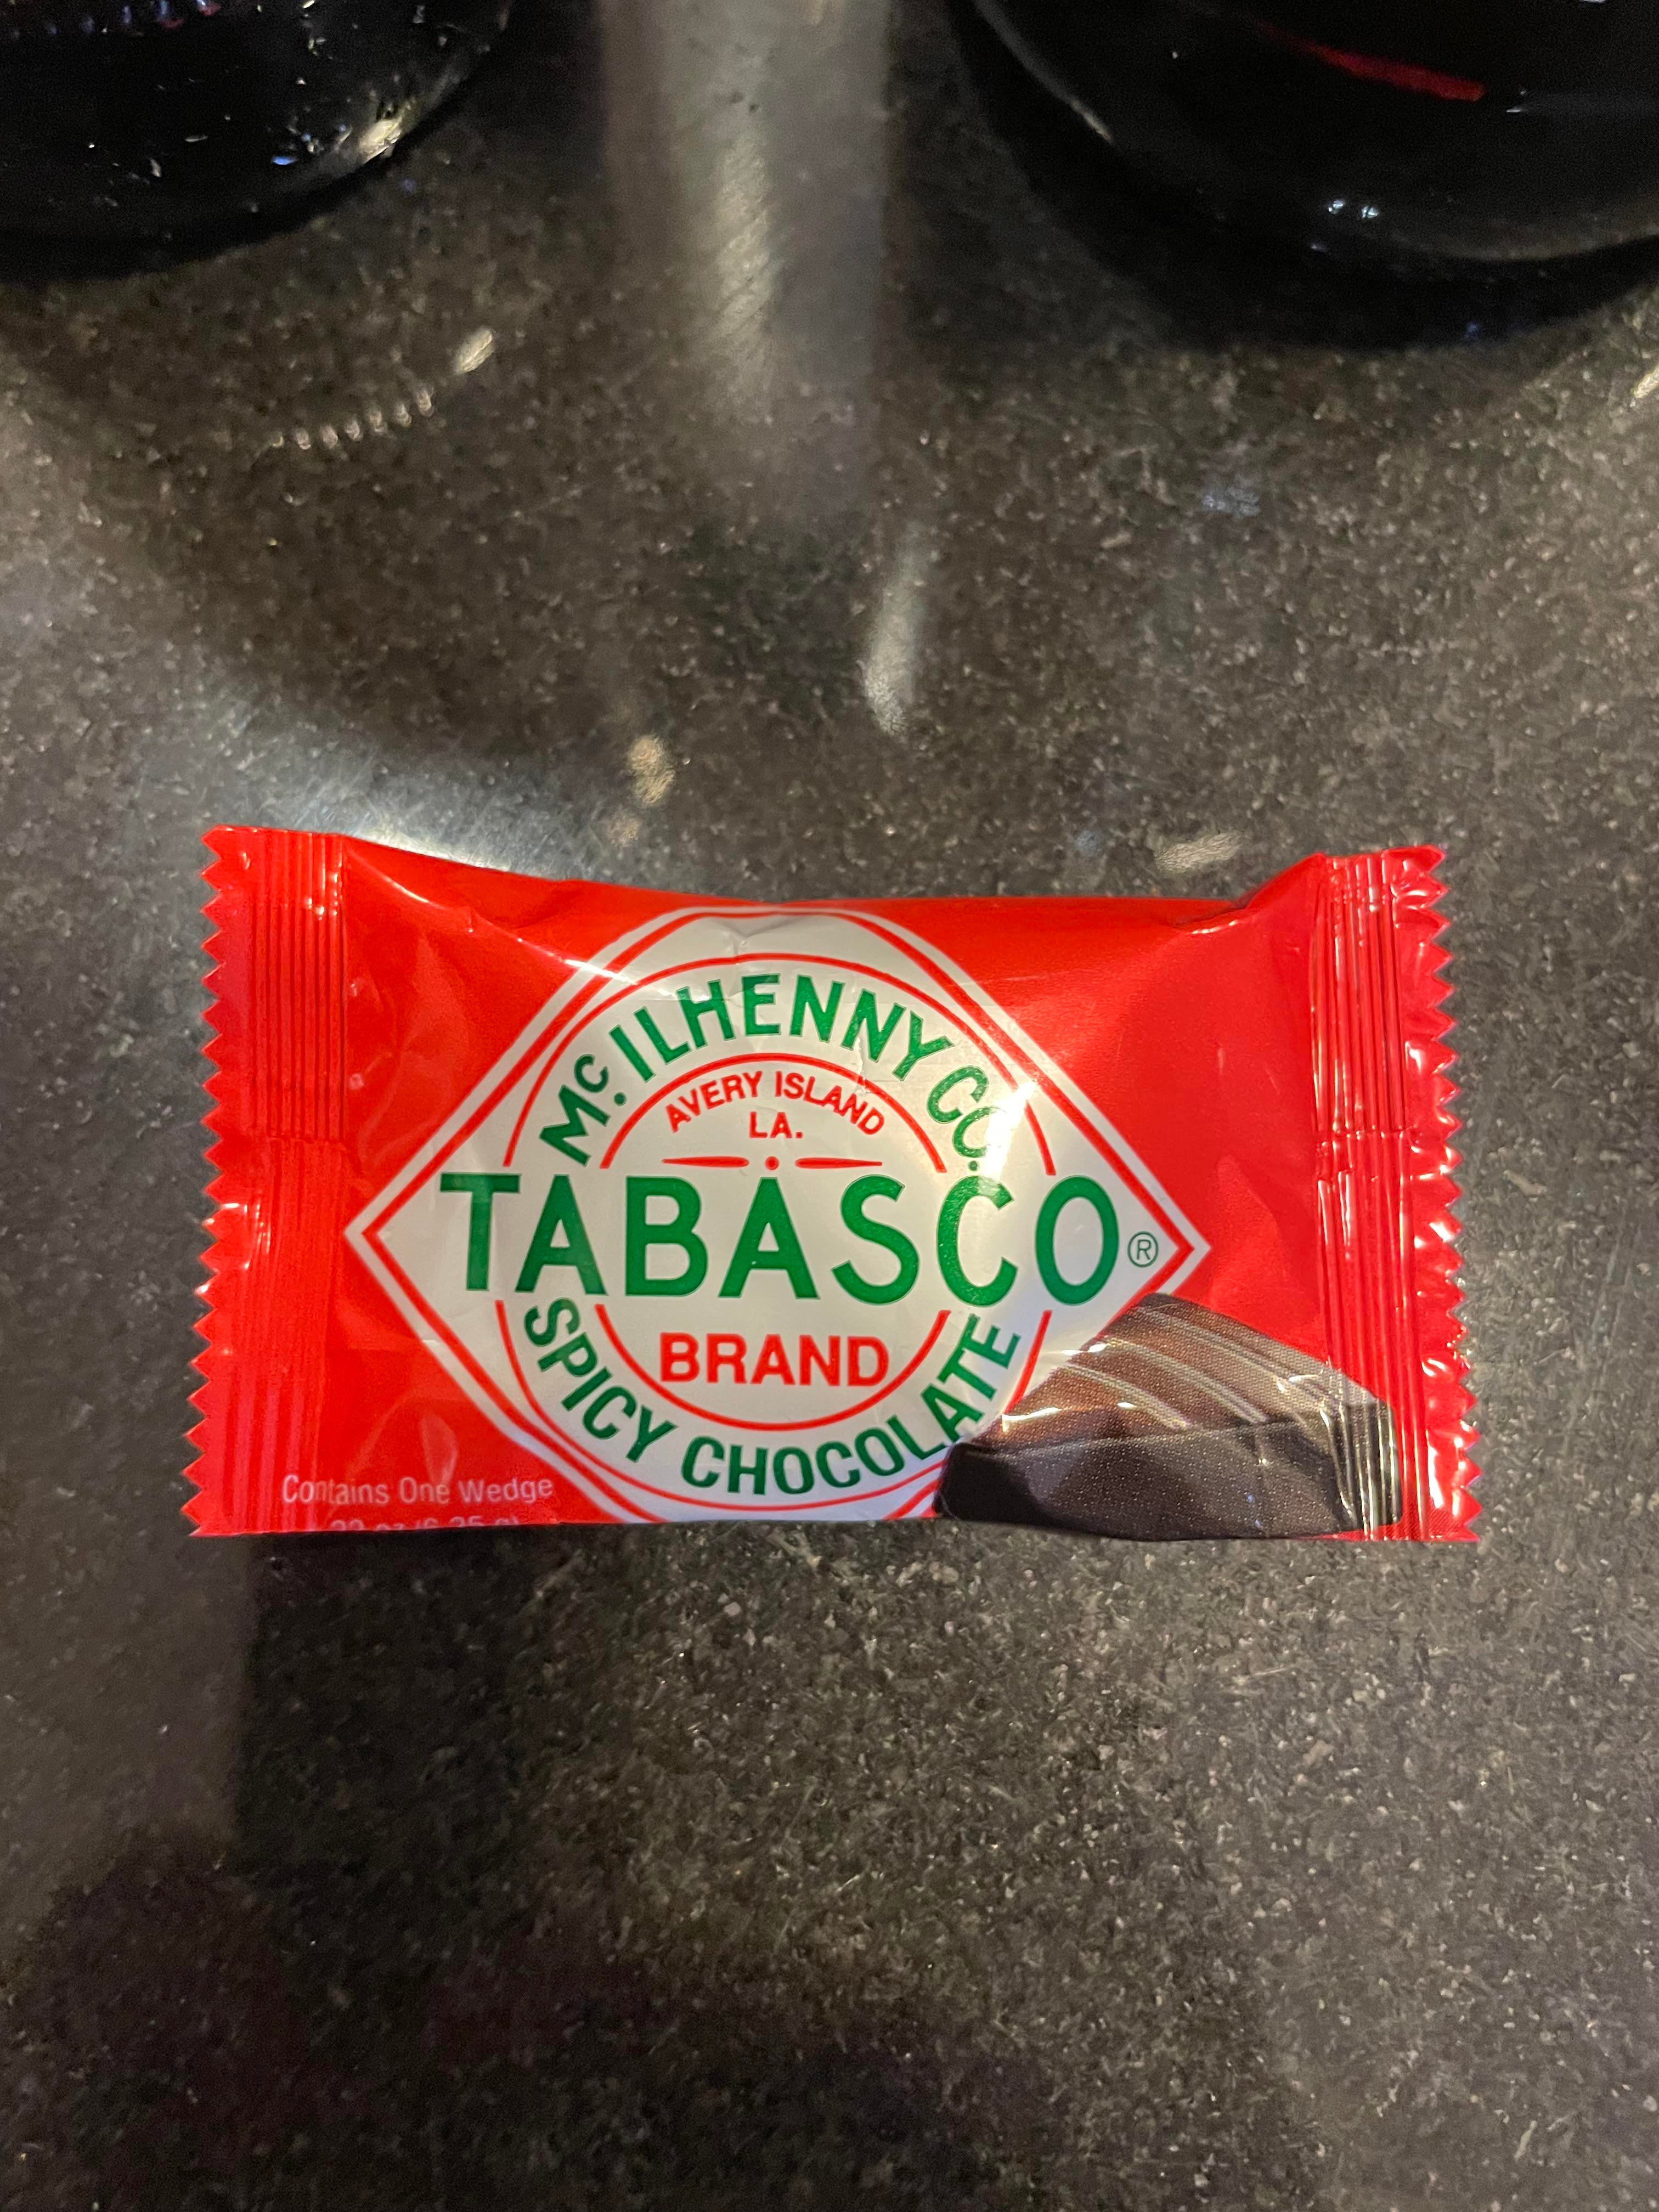 Mc. ILHENNY CO.
AVERY ISLAND
LA.
TABASCO®
BRAND
SPICY CHOCOLATE
Contains One Wedge